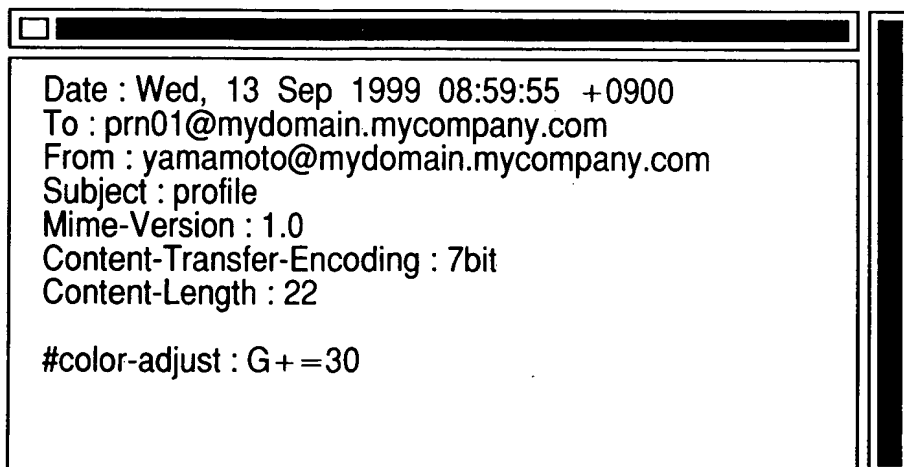 Date : Wed, 13 Sep 1999 08:59:55 +0900
To : prn01@mydomain.mycompany.com
From : yamamoto@mydomain.mycompany.com
Subject : profile
Mime-Version : 1.0
Content-Transfer-Encoding : 7bit
Content-Length : 22

#color-adjust : G+=30